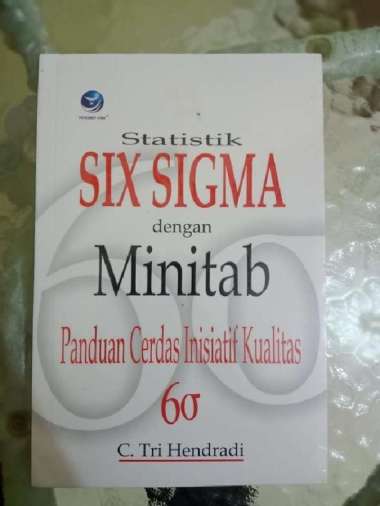 Statistik
SIX SIGMA
dengan
Minitab
Panduan Cerdas Inisiatif Kualitas
6σ
C. Tri Hendradi